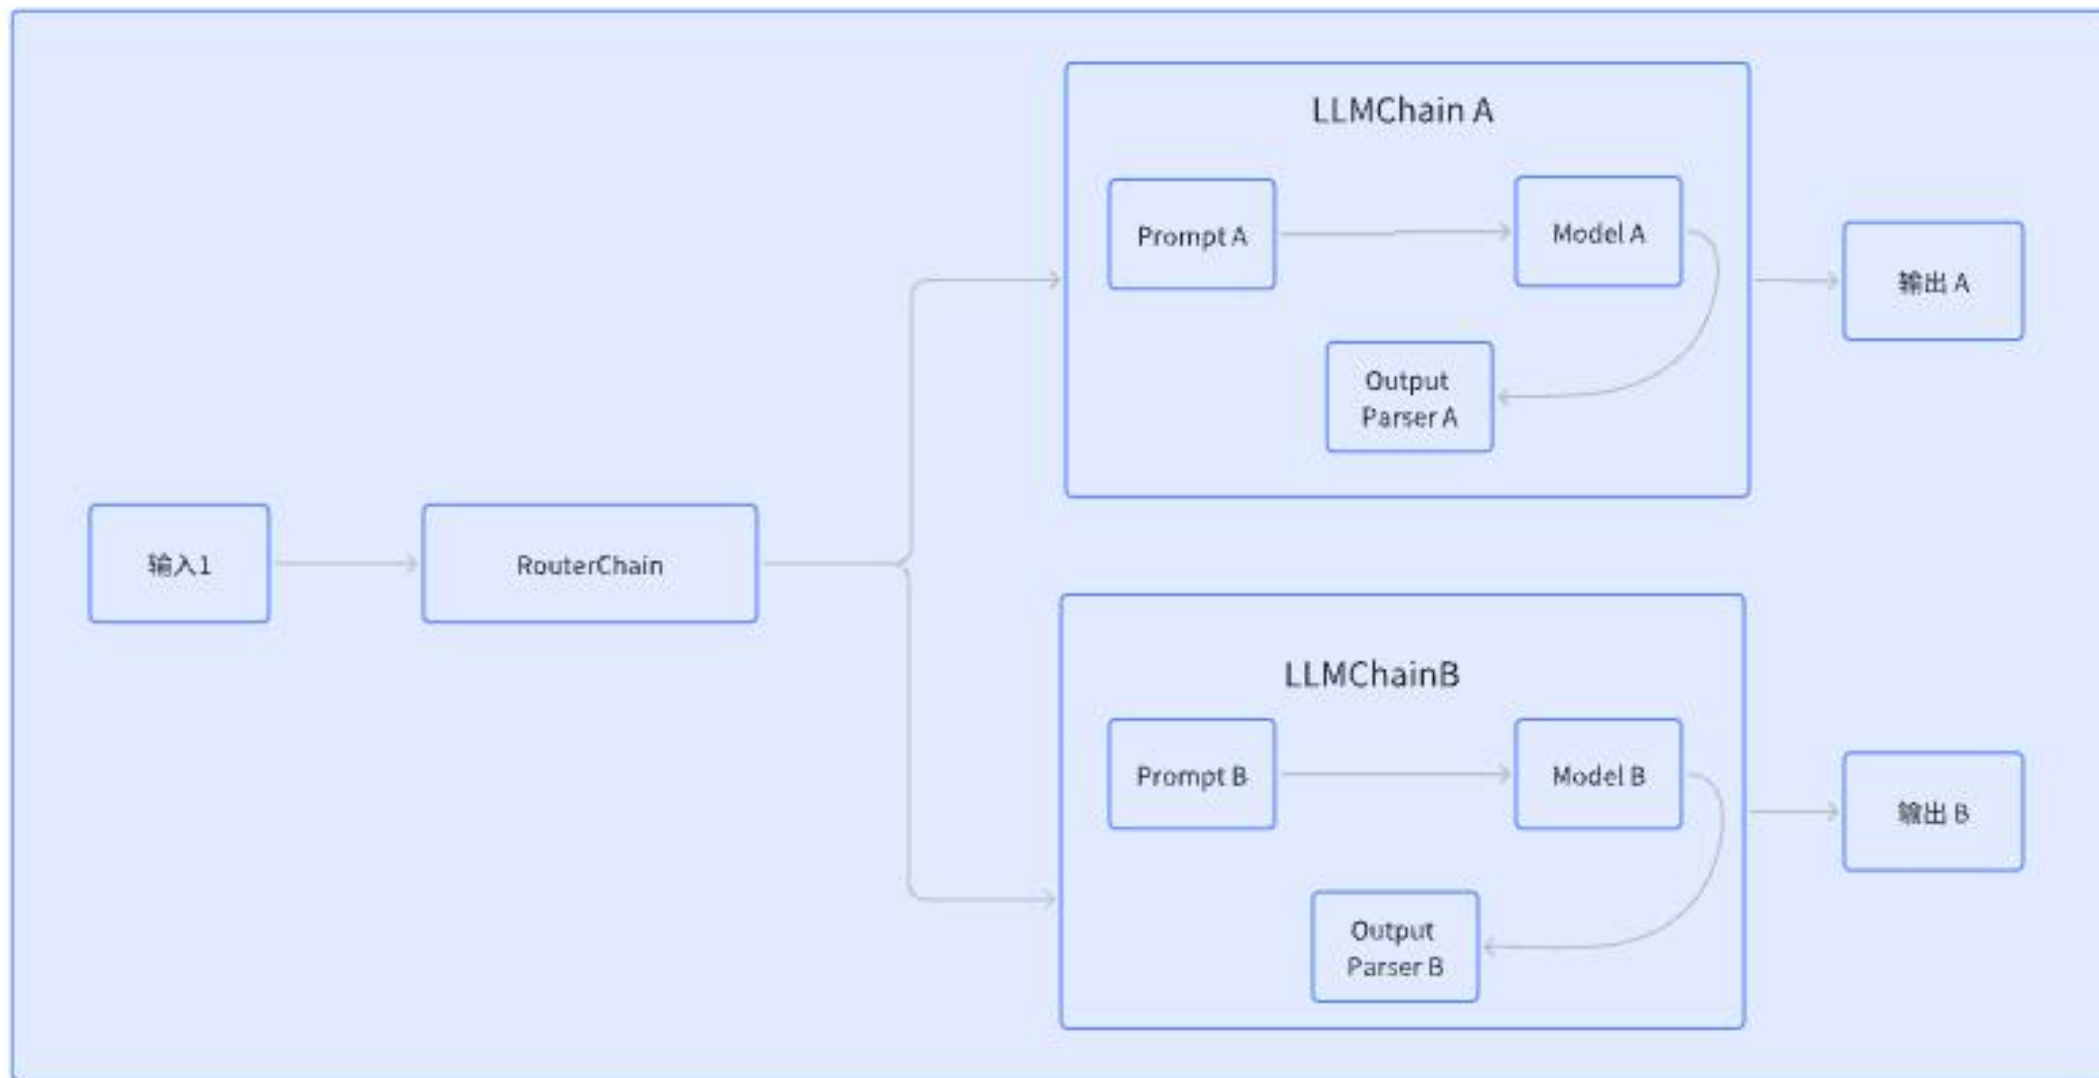 LLMChain A
Prompt A
Model A
输出 A
Output
Parser A
输入1
RouterChain
LLMChainB
Prompt B
Model B
输出 B
Output
Parser B